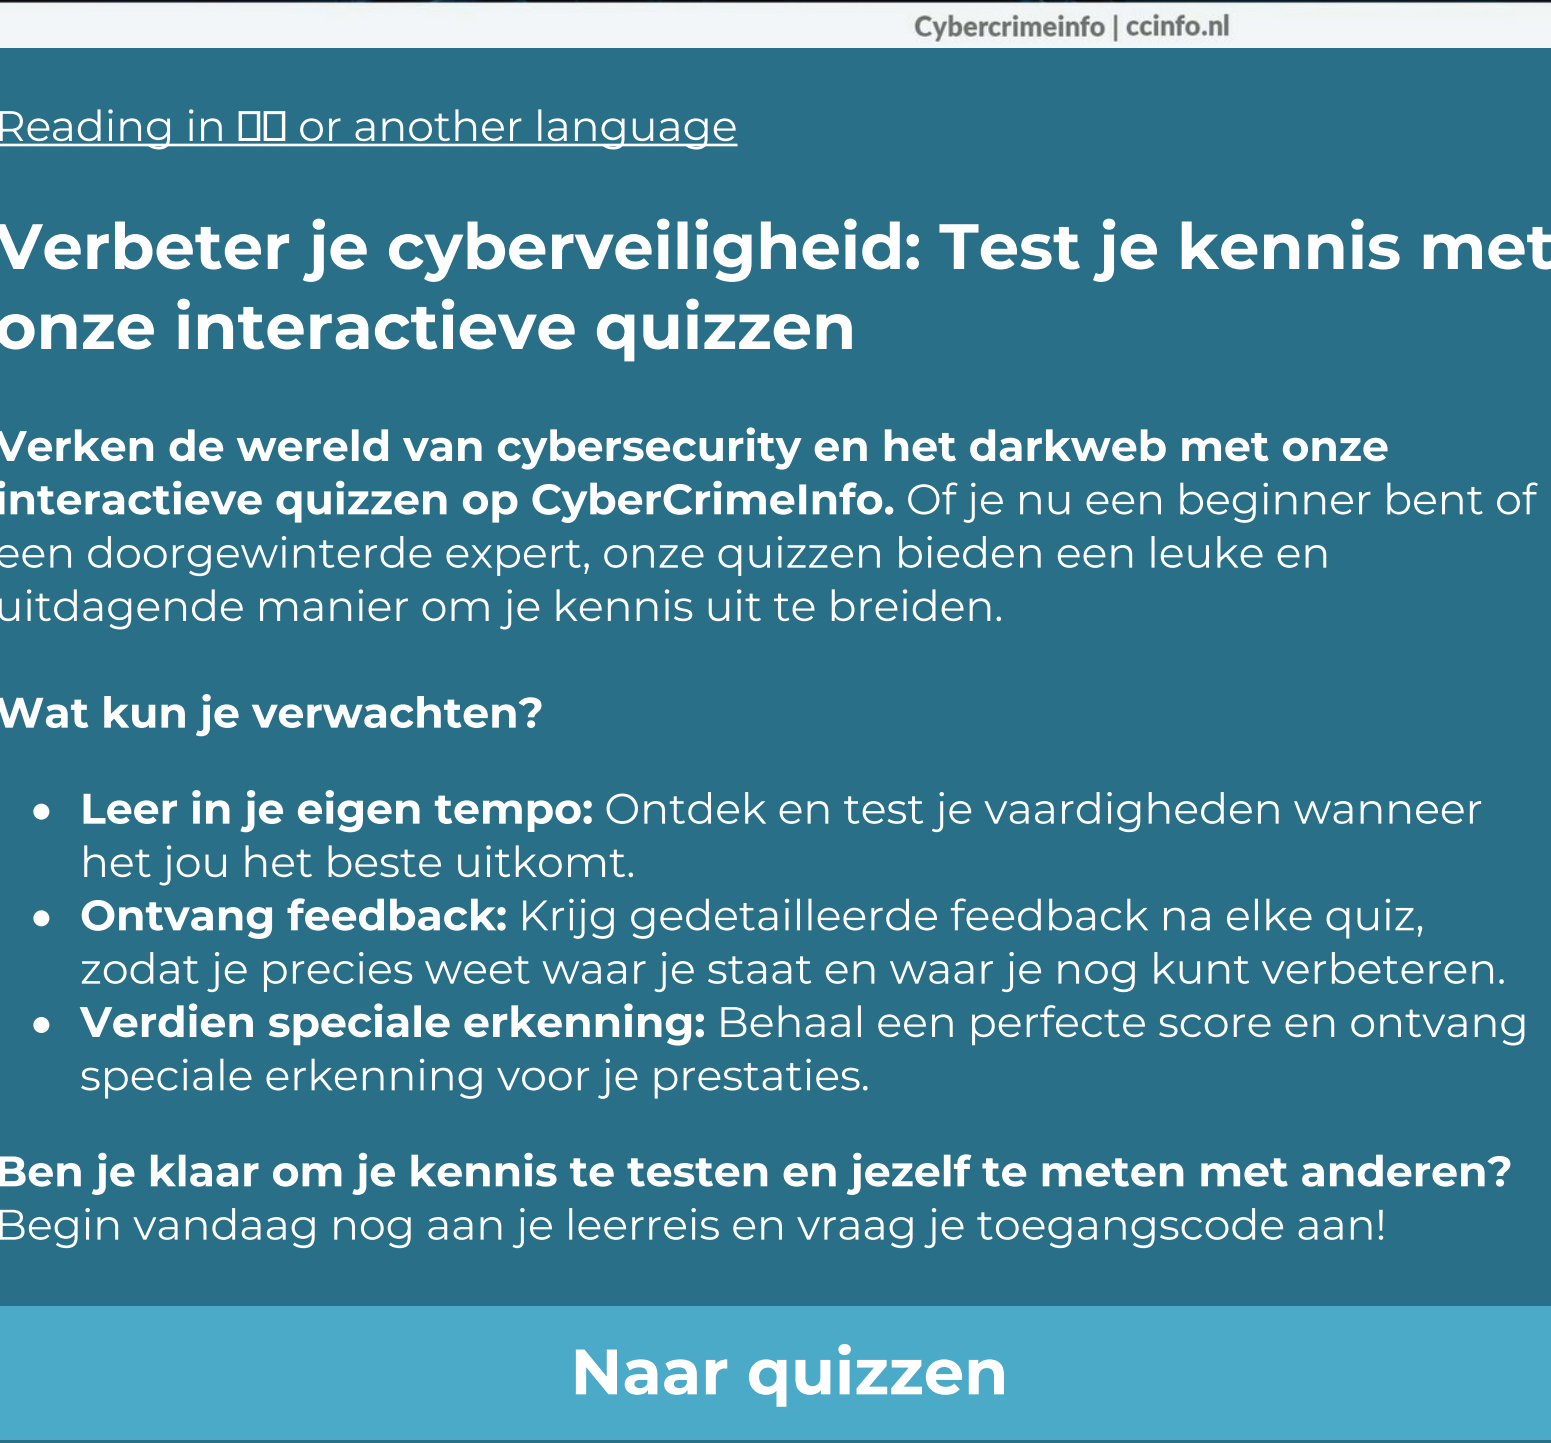 Cybercrimeinfo | ccinfo.nl
Reading in or another language
Verbeter je cyberveiligheid: Test je kennis met
onze interactieve quizzen
Verken de wereld van cybersecurity en het darkweb met onze
interactieve quizzen op CyberCrimeInfo. Of je nu een beginner bent of
een doorgewinterde expert, onze quizzen bieden een leuke en
uitdagende manier om je kennis uit te breiden.
Wat kun je verwachten?
• Leer in je eigen tempo: Ontdek en test je vaardigheden wanneer
het jou het beste uitkomt.
• Ontvang feedback: Krijg gedetailleerde feedback na elke quiz,
zodat je precies weet waar je staat en waar je nog kunt verbeteren.
• Verdien speciale erkenning: Behaal een perfecte score en ontvang
speciale erkenning voor je prestaties.
Ben je klaar om je kennis te testen en jezelf te meten met anderen?
Begin vandaag nog aan je leerreis en vraag je toegangscode aan!
Naar quizzen